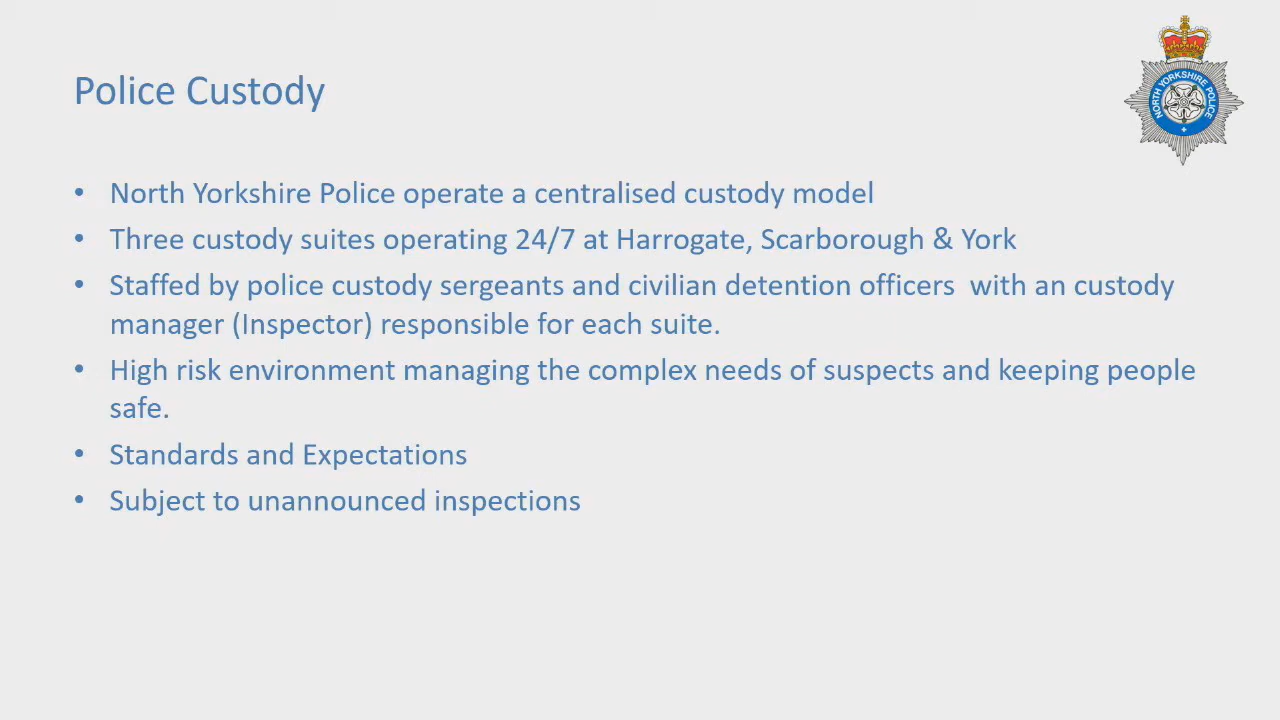 Police Custody
NORTH YORKSHIRE POLICE
• North Yorkshire Police operate a centralised custody model
• Three custody suites operating 24/7 at Harrogate, Scarborough & York
• Staffed by police custody sergeants and civilian detention officers  with an custody
manager (Inspector) responsible for each suite.
• High risk environment managing the complex needs of suspects and keeping people
safe.
• Standards and Expectations
• Subject to unannounced inspections